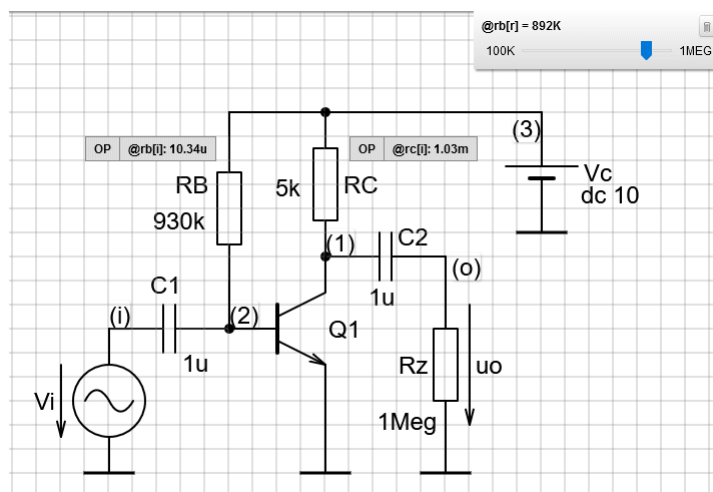 @rb[r] = 892K
100K 1MEG
OP @rb[i]: 10.34u
OP @rc[i]: 1.03m
(3)
Vc
dc 10
RB
930k
5k RC
(1) C2
1u
(o)
C1
(i) (2)
1u
Q1
Vi
Rz uo
1Meg